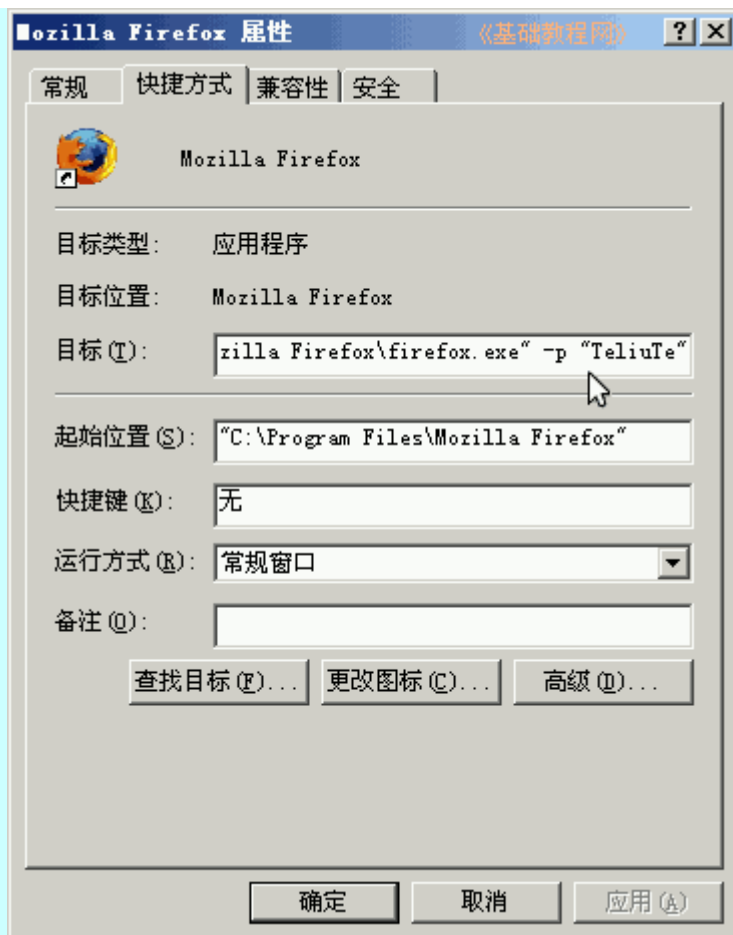 Mozilla Firefox 属性 《基础教程网》
常规 快捷方式 兼容性 安全
Mozilla Firefox
目标类型: 应用程序
目标位置: Mozilla Firefox
目标(T): zilla Firefox\firefox.exe" -p "TeliuTe"
起始位置(S): "C:\Program Files\Mozilla Firefox"
快捷键(K): 无
运行方式(R): 常规窗口
备注(O):
查找目标(F)... 更改图标(C)... 高级(D)...
确定 取消 应用(A)